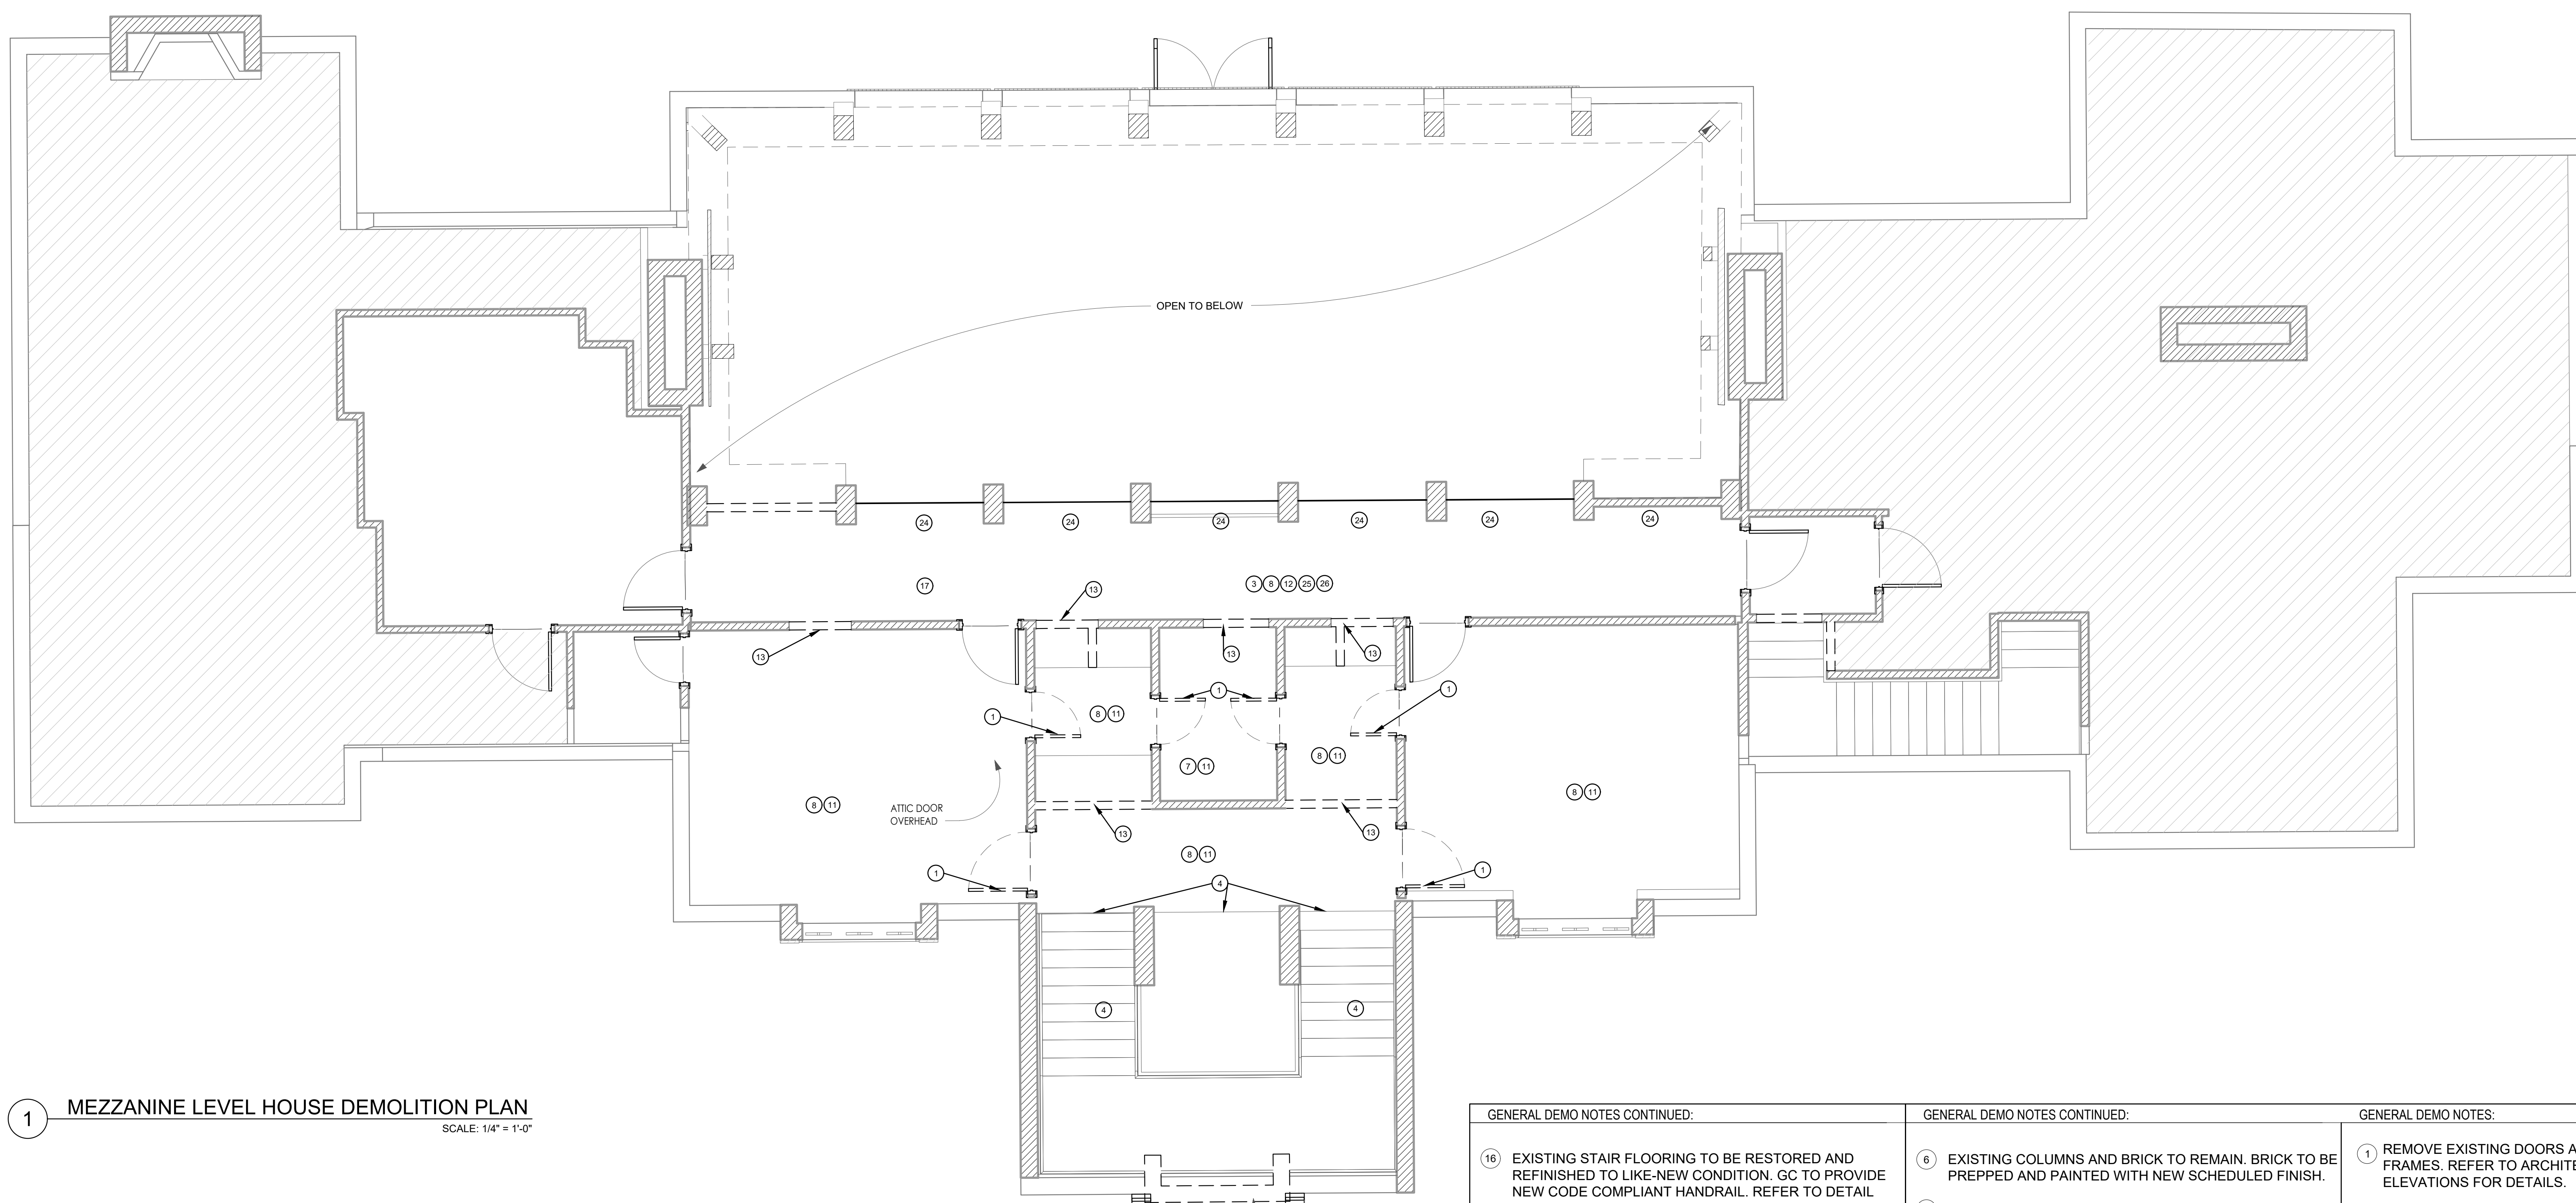 OPEN TO BELOW
24
24
24
24
24
24
17
3 8 12 25 26
13
13
13
13
1
1
1
8 11
7 11
8 11
8 11
8 11
ATTIC DOOR
OVERHEAD
13
13
8 11
1
1
4
4
4
1
MEZZANINE LEVEL HOUSE DEMOLITION PLAN
SCALE: 1/4" = 1'-0"
GENERAL DEMO NOTES CONTINUED:
16 EXISTING STAIR FLOORING TO BE RESTORED AND
REFINISHED TO LIKE-NEW CONDITION. GC TO PROVIDE
NEW CODE COMPLIANT HANDRAIL. REFER TO DETAIL
GENERAL DEMO NOTES CONTINUED:
6 EXISTING COLUMNS AND BRICK TO REMAIN. BRICK TO BE
PREPPED AND PAINTED WITH NEW SCHEDULED FINISH.
GENERAL DEMO NOTES:
1 REMOVE EXISTING DOORS A
FRAMES. REFER TO ARCHITE
ELEVATIONS FOR DETAILS.